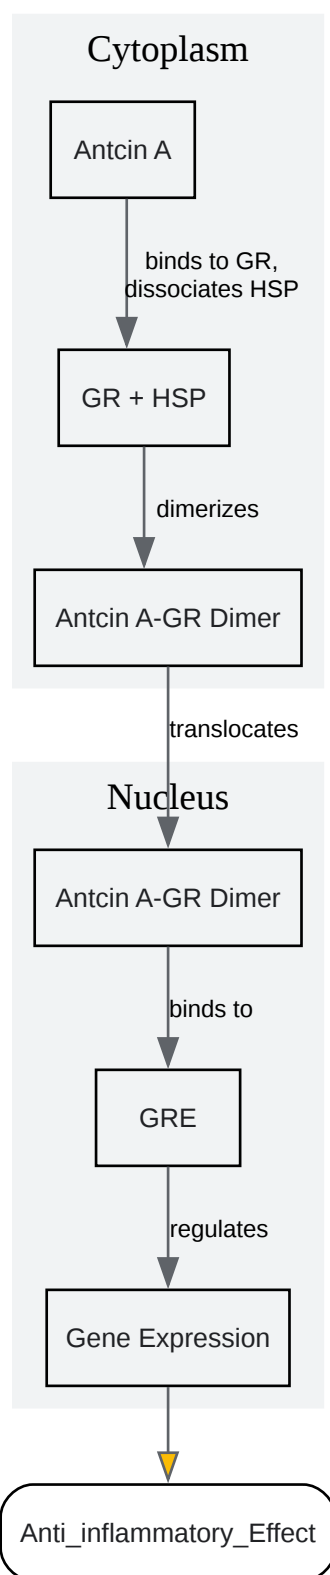 Cytoplasm
Antcin A
binds to GR,
dissociates HSP
GR + HSP
dimerizes
Antcin A-GR Dimer
translocates
Nucleus
Antcin A-GR Dimer
binds to
GRE
regulates
Gene Expression
Anti_inflammatory_Effect